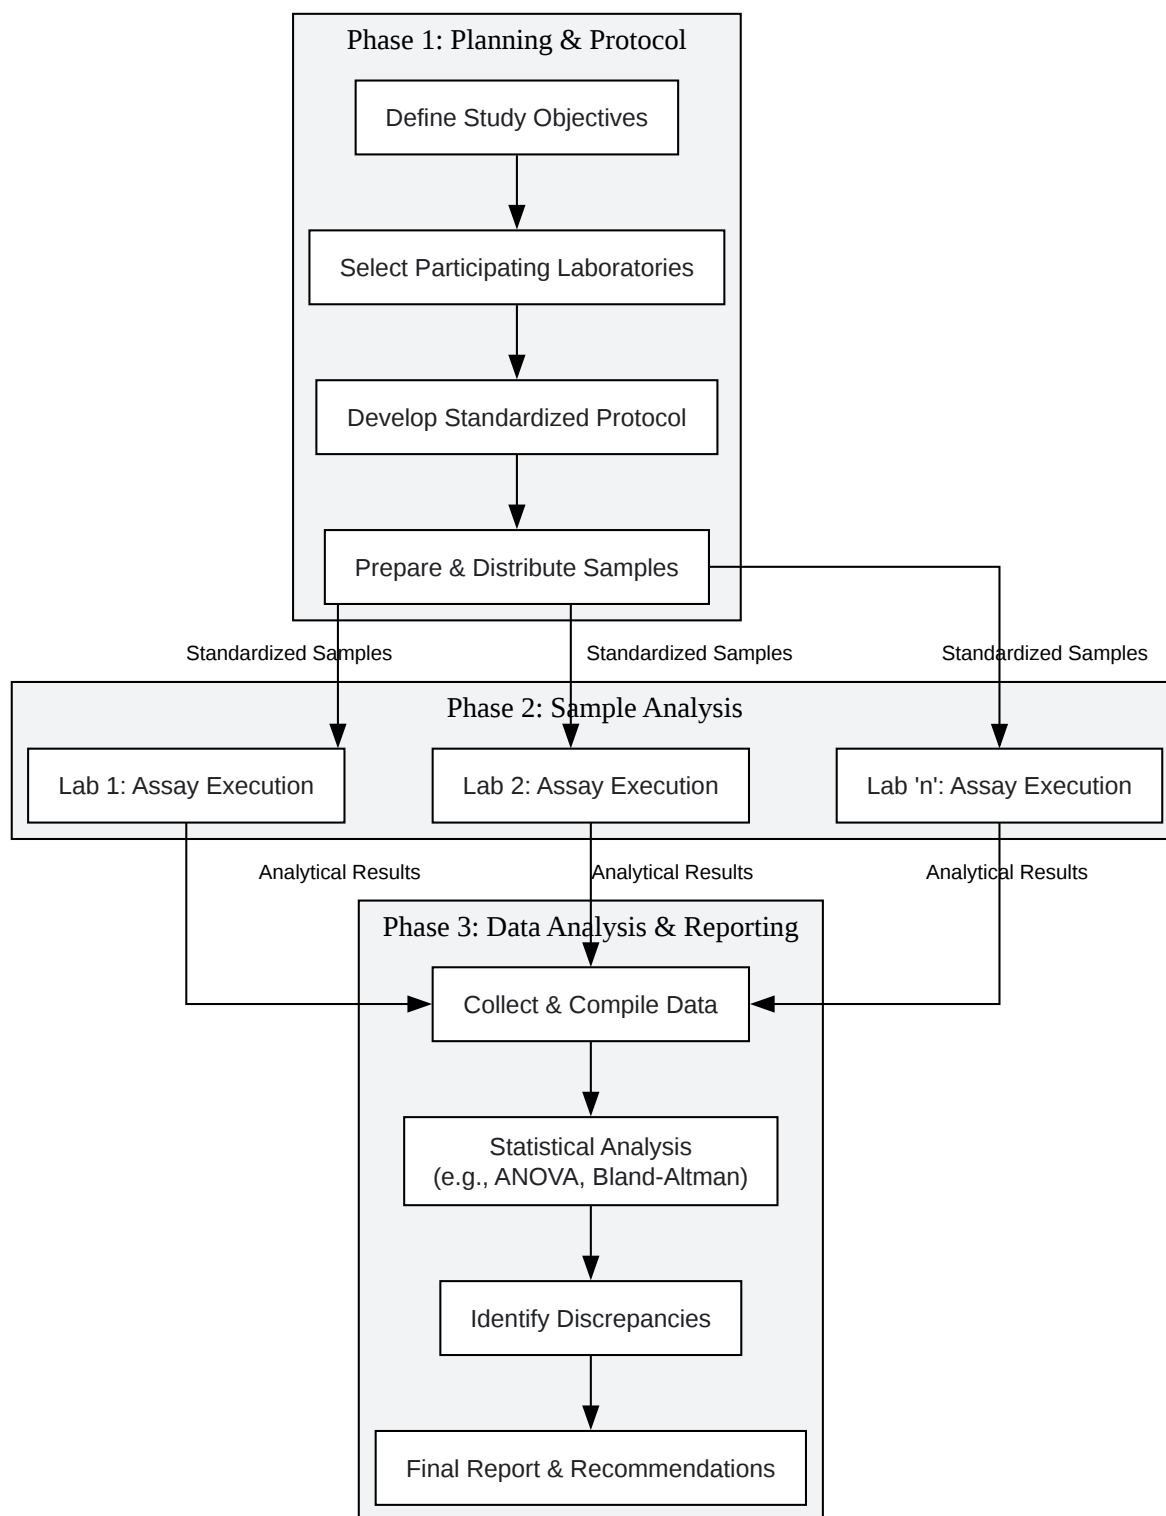 Phase 1: Planning & Protocol
Define Study Objectives
Select Participating Laboratories
Develop Standardized Protocol
Prepare & Distribute Samples
Standardized Samples
Standardized Samples
Standardized Samples
Phase 2: Sample Analysis
Lab 1: Assay Execution
Lab 2: Assay Execution
Lab 'n': Assay Execution
Analytical Results
Analytical Results
Analytical Results
Phase 3: Data Analysis & Reporting
Collect & Compile Data
Statistical Analysis
(e.g., ANOVA, Bland-Altman)
Identify Discrepancies
Final Report & Recommendations